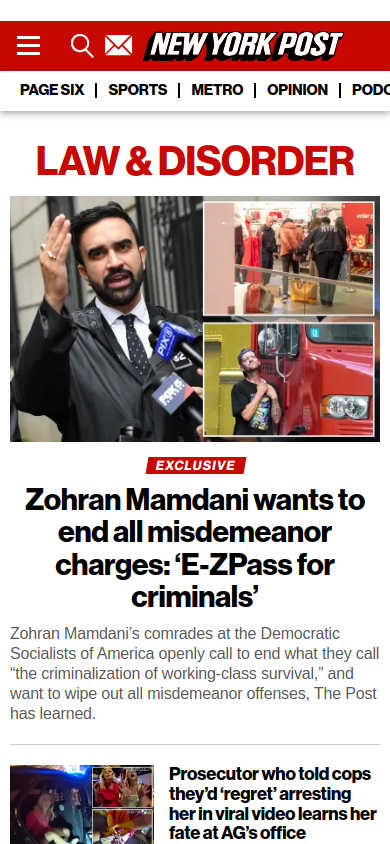 NEW YORK POST
PAGE SIX
SPORTS
METRO
OPINION
PODC
LAW & DISORDER
NYPD
PIX11
FOX5
EXCLUSIVE
Zohran Mamdani wants to
end all misdemeanor
charges: ‘E-ZPass for
criminals’
Zohran Mamdani’s comrades at the Democratic
Socialists of America openly call to end what they call
“the criminalization of working-class survival,” and
want to wipe out all misdemeanor offenses, The Post
has learned.
Prosecutor who told cops
they’d ‘regret’ arresting
her in viral video learns her
fate at AG’s office